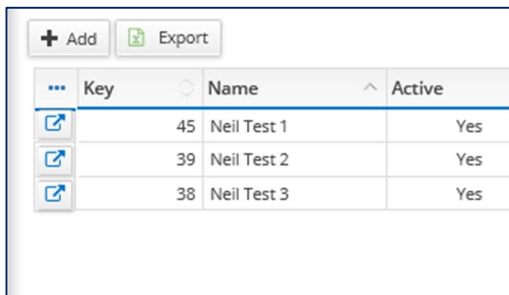 Add Export
Key Name Active
45 Neil Test 1 Yes
39 Neil Test 2 Yes
38 Neil Test 3 Yes